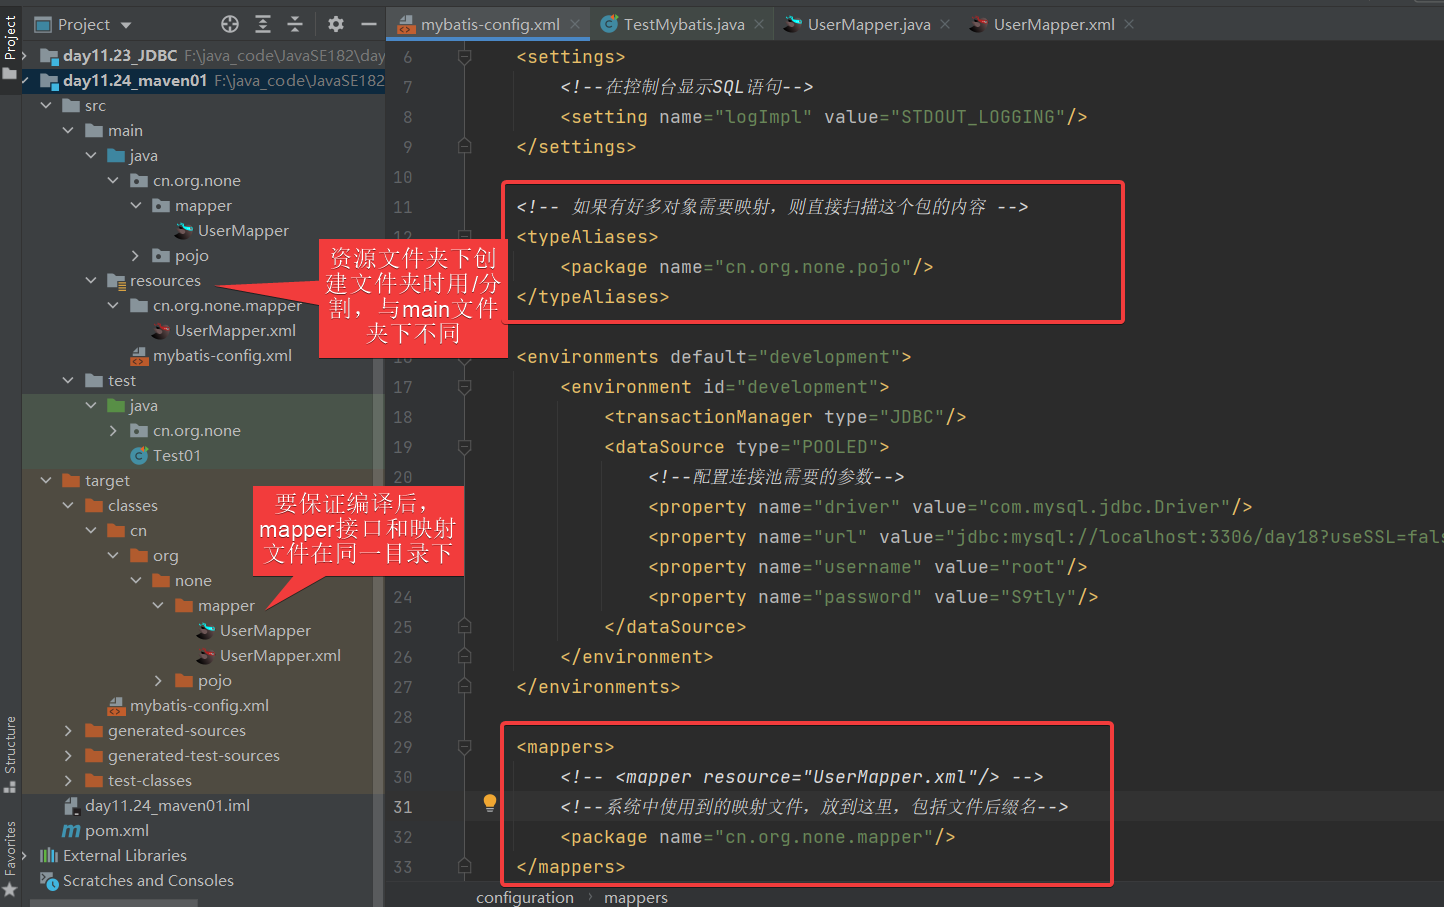 Project
mybatis-config.xml
TestMybatis.java
UserMapper.java
UserMapper.xml
Project
Structure
Favorites
day11.23_JDBC F:\java_code\JavaSE182\day
day11.24_maven01 F:\java_code\JavaSE182
src
main
java
cn.org.none
mapper
UserMapper
pojo
resources
cn.org.none.mapper
UserMapper.xml
mybatis-config.xml
test
java
cn.org.none
Test01
target
classes
cn
org
none
mapper
UserMapper
UserMapper.xml
pojo
mybatis-config.xml
generated-sources
generated-test-sources
test-classes
day11.24_maven01.iml
pom.xml
External Libraries
Scratches and Consoles
资源文件夹下创
建文件夹时用/分
割，与main文件
夹下不同
要保证编译后，
mapper接口和映射
文件在同一目录下
6 <settings>
7 <!--在控制台显示SQL语句-->
8 <setting name="logImpl" value="STDOUT_LOGGING"/>
9 </settings>
10
11 <!-- 如果有好多对象需要映射，则直接扫描这个包的内容 -->
12 <typeAliases>
<package name="cn.org.none.pojo"/>
</typeAliases>
16 <environments default="development">
17 <environment id="development">
18 <transactionManager type="JDBC"/>
19 <dataSource type="POOLED">
20 <!--配置连接池需要的参数-->
<property name="driver" value="com.mysql.jdbc.Driver"/>
<property name="url" value="jdbc:mysql://localhost:3306/day18?useSSL=fals
<property name="username" value="root"/>
24 <property name="password" value="S9tly"/>
25 </dataSource>
26 </environment>
27 </environments>
28
29 <mappers>
30 <!-- <mapper resource="UserMapper.xml"/> -->
31 <!--系统中使用到的映射文件，放到这里，包括文件后缀名-->
32 <package name="cn.org.none.mapper"/>
33 </mappers>
configuration › mappers